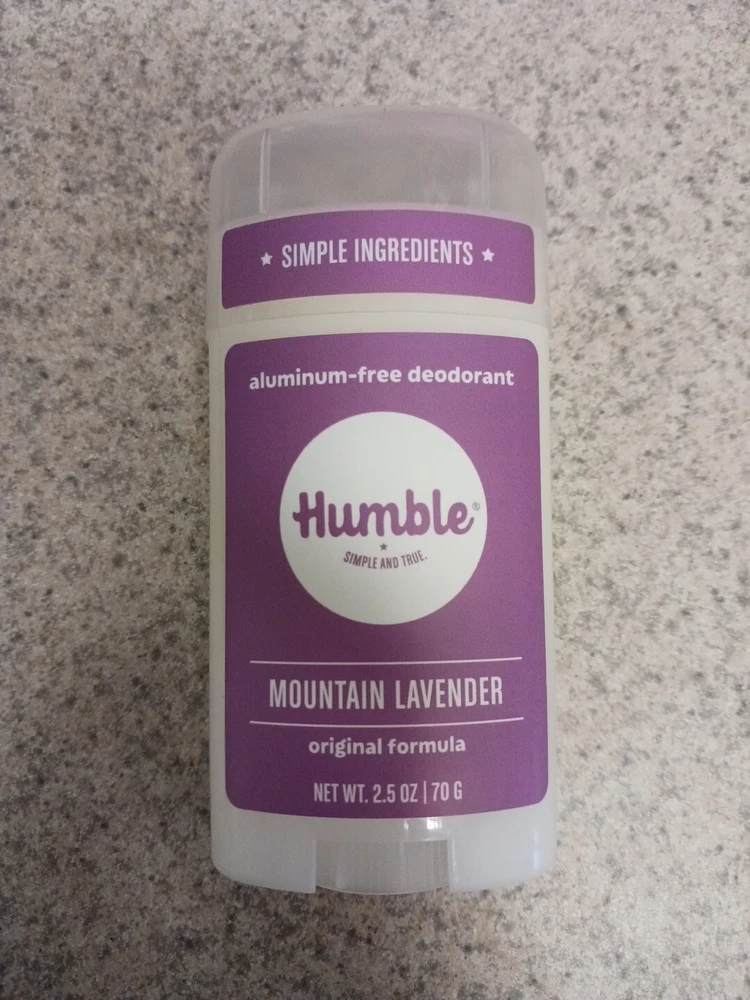 ★ SIMPLE INGREDIENTS ★
aluminum-free deodorant
Humble®
★
SIMPLE AND TRUE.
MOUNTAIN LAVENDER
original formula
NET WT. 2.5 OZ | 70 G